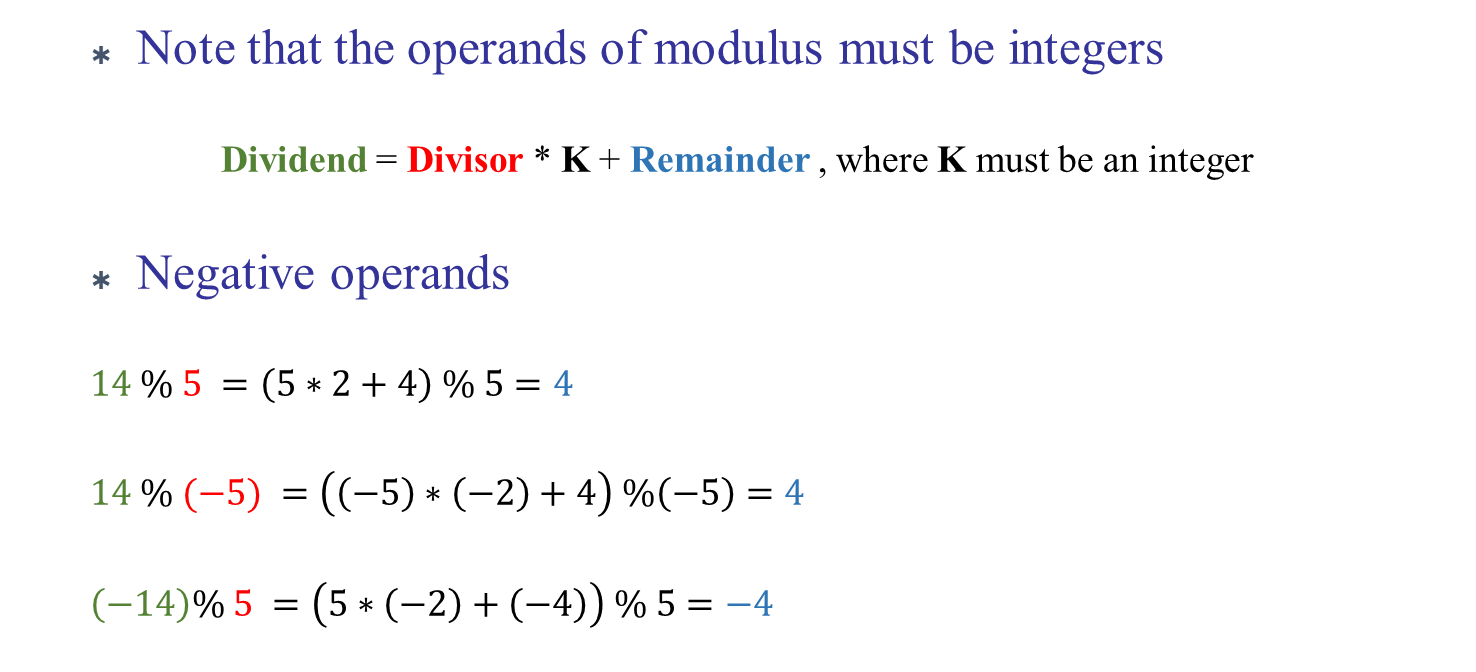 * Note that the operands of modulus must be integers
Dividend = Divisor * K + Remainder , where K must be an integer
* Negative operands
14 % 5 = (5 ∗ 2 + 4) % 5 = 4
14 % (−5) = ((−5) ∗ (−2) + 4) %(−5) = 4
(−14)% 5 = (5 ∗ (−2) + (−4)) % 5 = −4